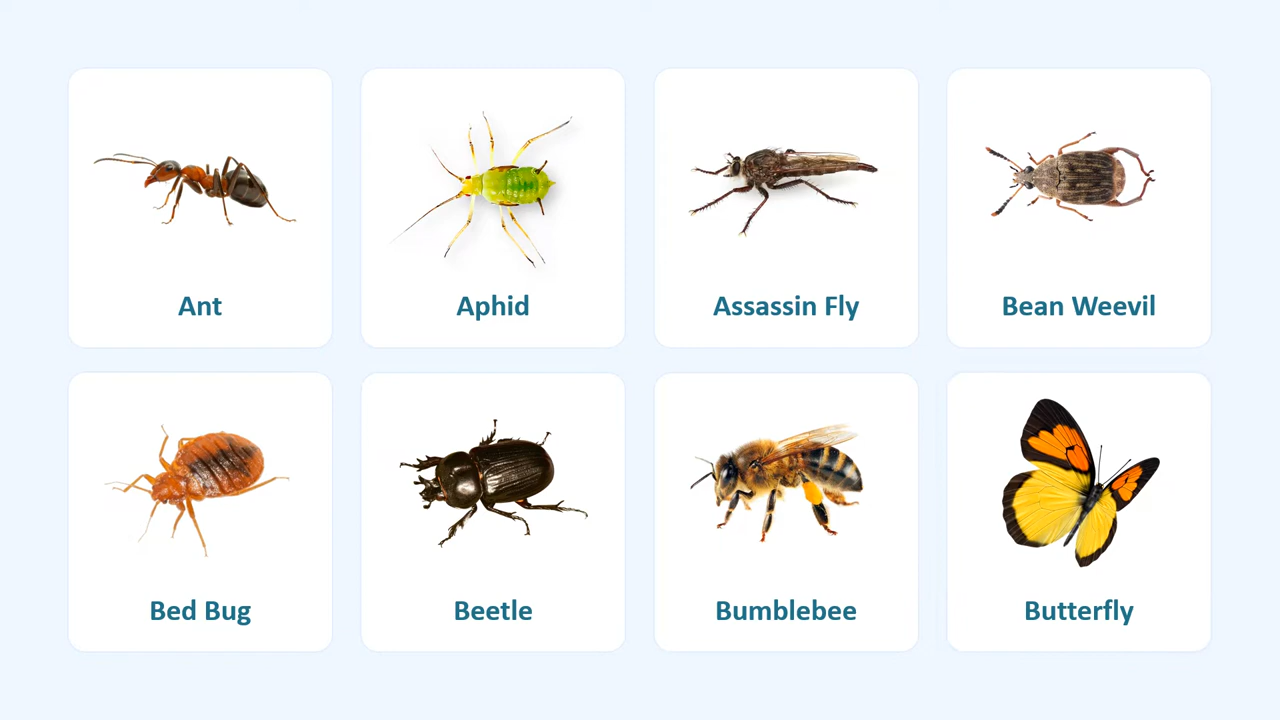 Ant
Aphid
Assassin Fly
Bean Weevil
Bed Bug
Beetle
Bumblebee
Butterfly